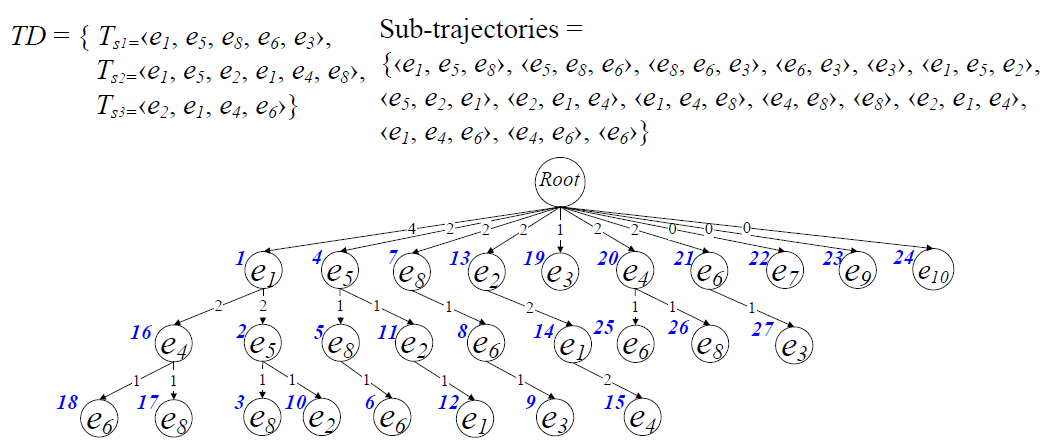 TD = { Ts1=‹e1, e5, e8, e6, e3›,
Ts2=‹e1, e5, e2, e1, e4, e8›,
Ts3=‹e2, e1, e4, e6›}
Sub-trajectories =
{‹e1, e5, e8›, ‹e5, e8, e6›, ‹e8, e6, e3›, ‹e6, e3›, ‹e3›, ‹e1, e5, e2›,
‹e5, e2, e1›, ‹e2, e1, e4›, ‹e1, e4, e8›, ‹e4, e8›, ‹e8›, ‹e2, e1, e4›,
‹e1, e4, e6›, ‹e4, e6›, ‹e6›}
Root
4 2 2 2 1 2 2 0 0 0
1 e1 4 e5 7 e8 13 e2 19 e3 20 e4 21 e6 22 e7 23 e9 24 e10
2 2 1 1 1 2 1 1 1
16 e4 2 e5 5 e8 11 e2 8 e6 14 e1 25 e6 26 e8 27 e3
1 1 1 1 1 1 1 2
18 e6 17 e8 3 e8 10 e2 6 e6 12 e1 9 e3 15 e4